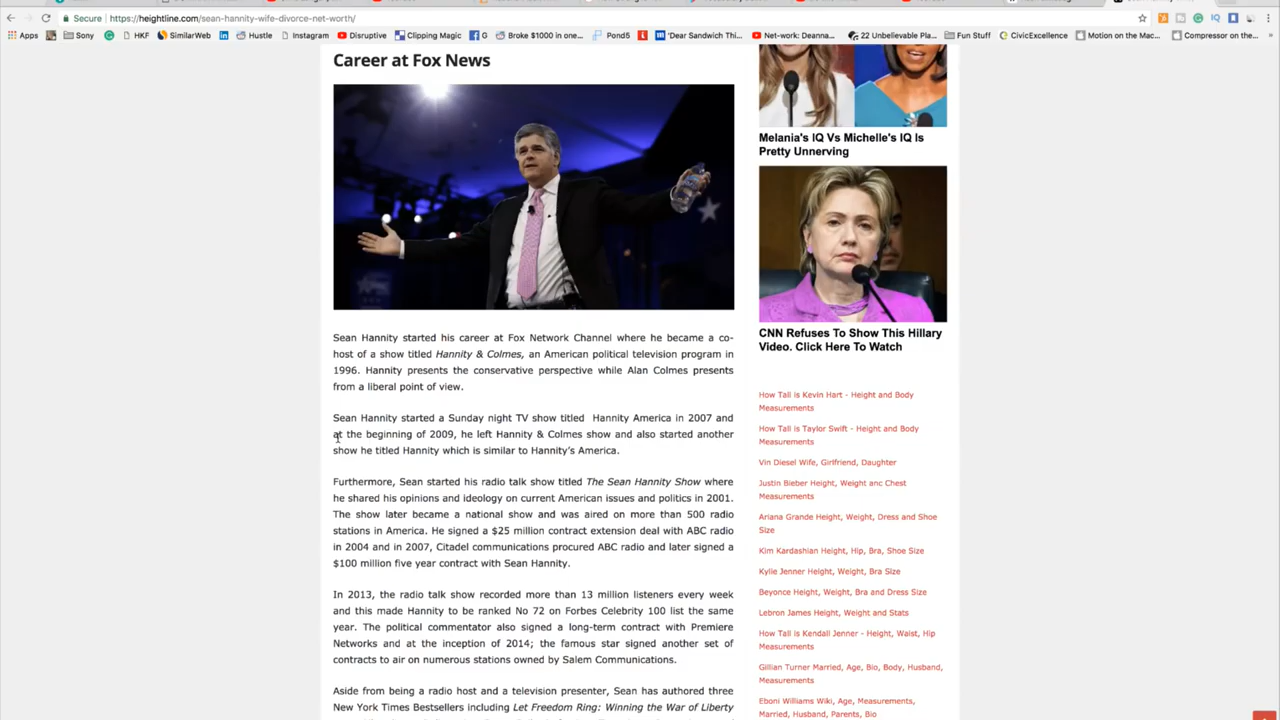 Secure https://heightline.com/sean-hannity-wife-divorce-net-worth/
Apps Sony HKF SimilarWeb Hustle Instagram Disruptive Clipping Magic G Broke $1000 in one... Pond5 'Dear Sandwich Thi... Net-work: Deanna... 22 Unbelievable Pla... Fun Stuff CivicExcellence Motion on the Mac... Compressor on the... »
Career at Fox News
Sean Hannity started his career at Fox Network Channel where he became a co-
host of a show titled Hannity & Colmes, an American political television program in
1996. Hannity presents the conservative perspective while Alan Colmes presents
from a liberal point of view.
Sean Hannity started a Sunday night TV show titled Hannity America in 2007 and
at the beginning of 2009, he left Hannity & Colmes show and also started another
show he titled Hannity which is similar to Hannity's America.
Furthermore, Sean started his radio talk show titled The Sean Hannity Show where
he shared his opinions and ideology on current American issues and politics in 2001.
The show later became a national show and was aired on more than 500 radio
stations in America. He signed a $25 million contract extension deal with ABC radio
in 2004 and in 2007, Citadel communications procured ABC radio and later signed a
$100 million five year contract with Sean Hannity.
In 2013, the radio talk show recorded more than 13 million listeners every week
and this made Hannity to be ranked No 72 on Forbes Celebrity 100 list the same
year. The political commentator also signed a long-term contract with Premiere
Networks and at the inception of 2014; the famous star signed another set of
contracts to air on numerous stations owned by Salem Communications.
Aside from being a radio host and a television presenter, Sean has authored three
New York Times Bestsellers including Let Freedom Ring: Winning the War of Liberty
Melania's IQ Vs Michelle's IQ Is
Pretty Unnerving
CNN Refuses To Show This Hillary
Video. Click Here To Watch
How Tall is Kevin Hart - Height and Body
Measurements
How Tall is Taylor Swift - Height and Body
Measurements
Vin Diesel Wife, Girlfriend, Daughter
Justin Bieber Height, Weight anc Chest
Measurements
Ariana Grande Height, Weight, Dress and Shoe
Size
Kim Kardashian Height, Hip, Bra, Shoe Size
Kylie Jenner Height, Weight, Bra Size
Beyonce Height, Weight, Bra and Dress Size
Lebron James Height, Weight and Stats
How Tall is Kendall Jenner - Height, Waist, Hip
Measurements
Gillian Turner Married, Age, Bio, Body, Husband,
Measurements
Eboni Williams Wiki, Age, Measurements,
Married, Husband, Parents, Bio